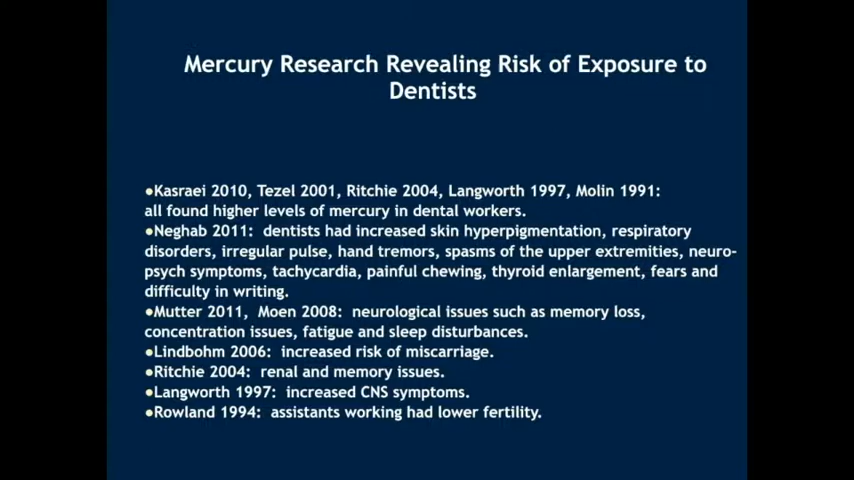 Mercury Research Revealing Risk of Exposure to
Dentists
●Kasraei 2010, Tezel 2001, Ritchie 2004, Langworth 1997, Molin 1991:
all found higher levels of mercury in dental workers.
●Neghab 2011:  dentists had increased skin hyperpigmentation, respiratory
disorders, irregular pulse, hand tremors, spasms of the upper extremities, neuro-
psych symptoms, tachycardia, painful chewing, thyroid enlargement, fears and
difficulty in writing.
●Mutter 2011,  Moen 2008:  neurological issues such as memory loss,
concentration issues, fatigue and sleep disturbances.
●Lindbohm 2006:  increased risk of miscarriage.
●Ritchie 2004:  renal and memory issues.
●Langworth 1997:  increased CNS symptoms.
●Rowland 1994:  assistants working had lower fertility.